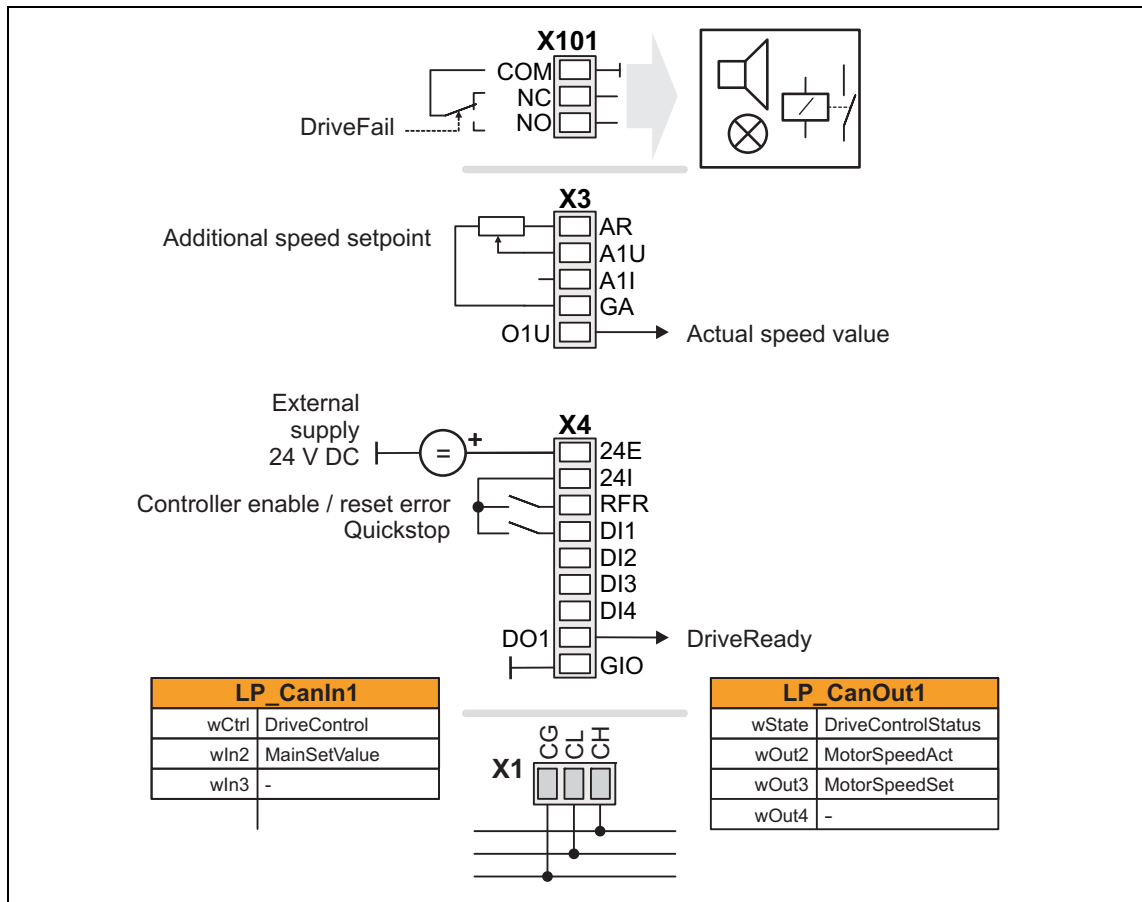 X101
COM
NC
NO
DriveFail
X3
Additional speed setpoint
AR
A1U
A1I
GA
O1U
Actual speed value
External
supply
24 V DC
=
+
X4
24E
24I
Controller enable / reset error
RFR
Quickstop
DI1
DI2
DI3
DI4
DO1
DriveReady
GIO
LP_CanIn1
wCtrl DriveControl
wIn2 MainSetValue
wIn3 -
X1
CG
CL
CH
LP_CanOut1
wState DriveControlStatus
wOut2 MotorSpeedAct
wOut3 MotorSpeedSet
wOut4 -